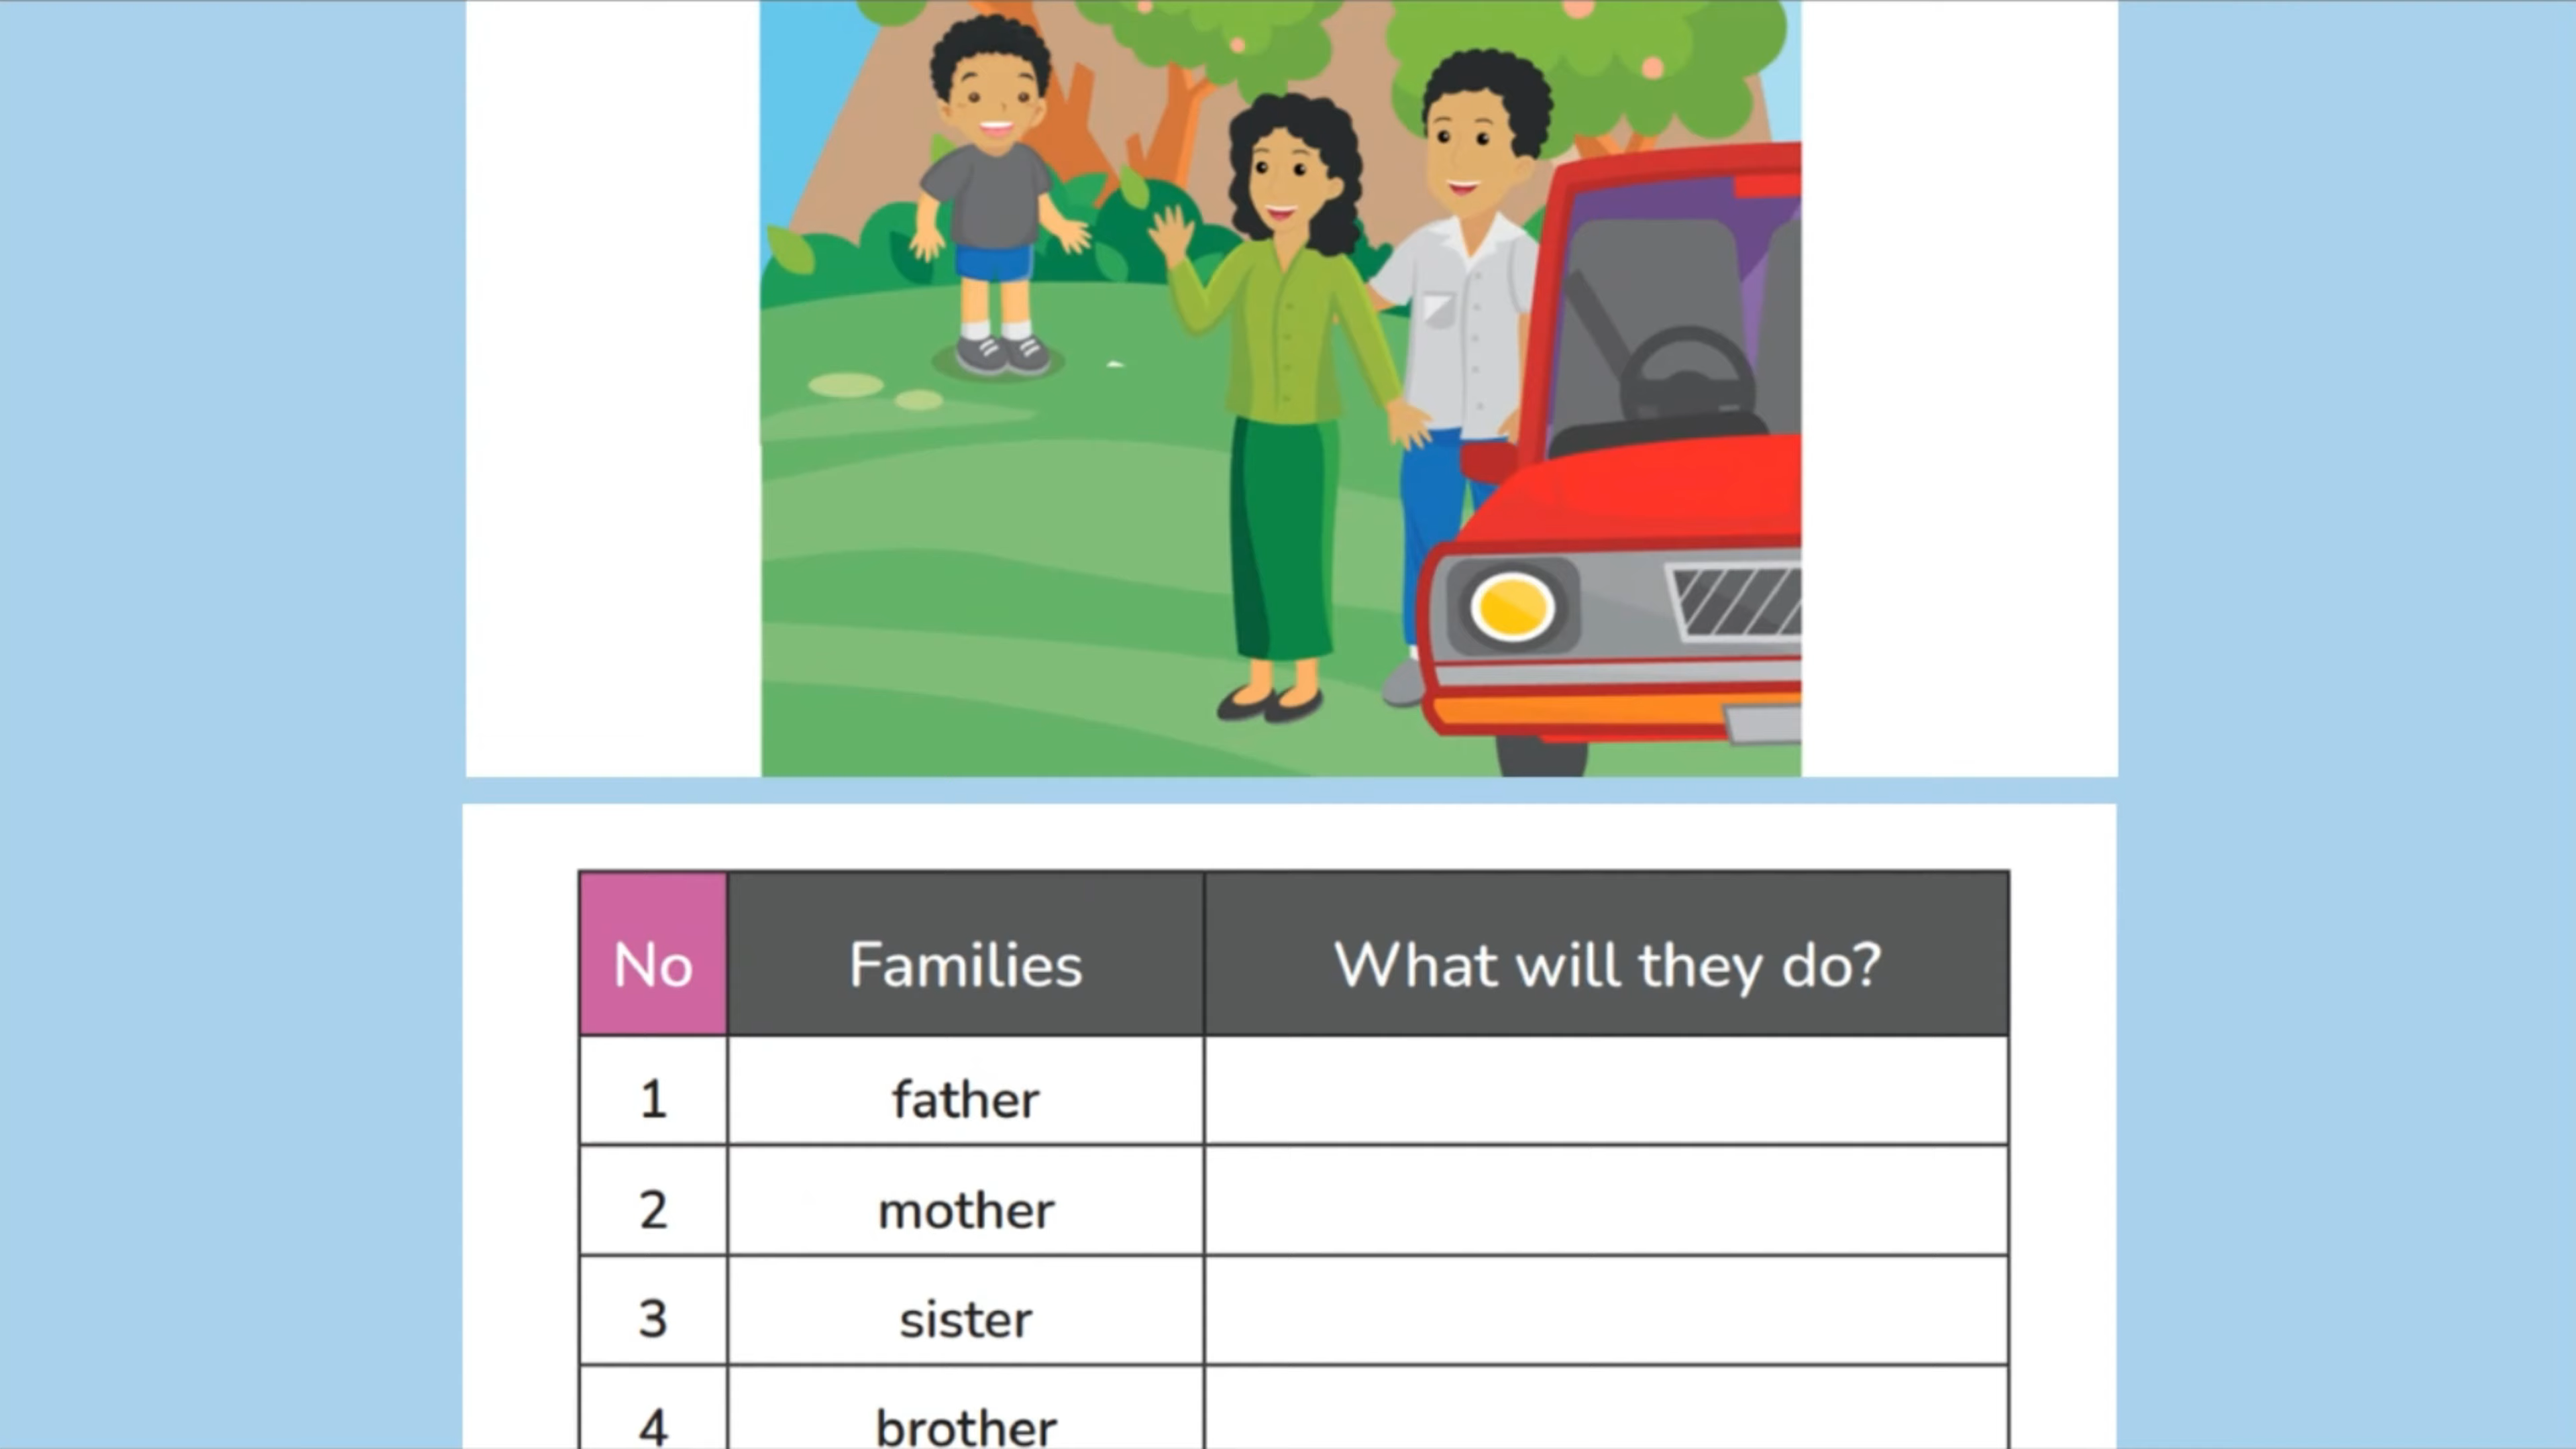 No Families What will they do?
1 father
2 mother
3 sister
4 brother